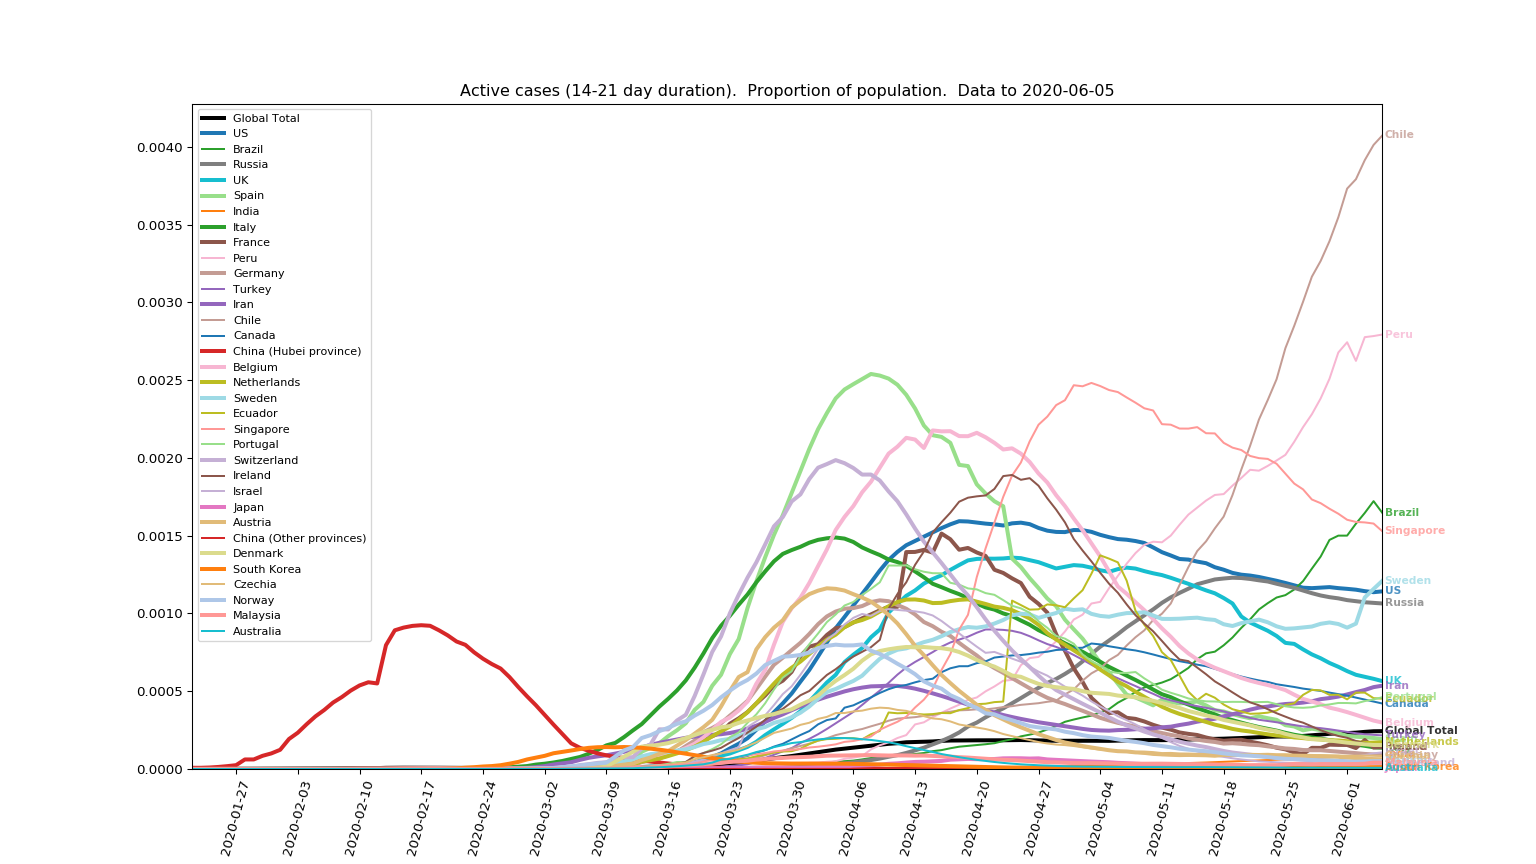 Active cases (14-21 day duration).  Proportion of population.  Data to 2020-06-05
Global Total
US
Brazil
Russia
UK
Spain
India
Italy
France
Peru
Germany
Turkey
Iran
Chile
Canada
China (Hubei province)
Belgium
Netherlands
Sweden
Ecuador
Singapore
Portugal
Switzerland
Ireland
Israel
Japan
Austria
China (Other provinces)
Denmark
South Korea
Czechia
Norway
Malaysia
Australia
0.0040
0.0035
0.0030
0.0025
0.0020
0.0015
0.0010
0.0005
0.0000
Chile
Peru
Brazil
Singapore
Sweden
US
Russia
UK
Iran
Portugal
Canada
Belgium
Global Total
2020-01-27
2020-02-03
2020-02-10
2020-02-17
2020-02-24
2020-03-02
2020-03-09
2020-03-16
2020-03-23
2020-03-30
2020-04-06
2020-04-13
2020-04-20
2020-04-27
2020-05-04
2020-05-11
2020-05-18
2020-05-25
2020-06-01